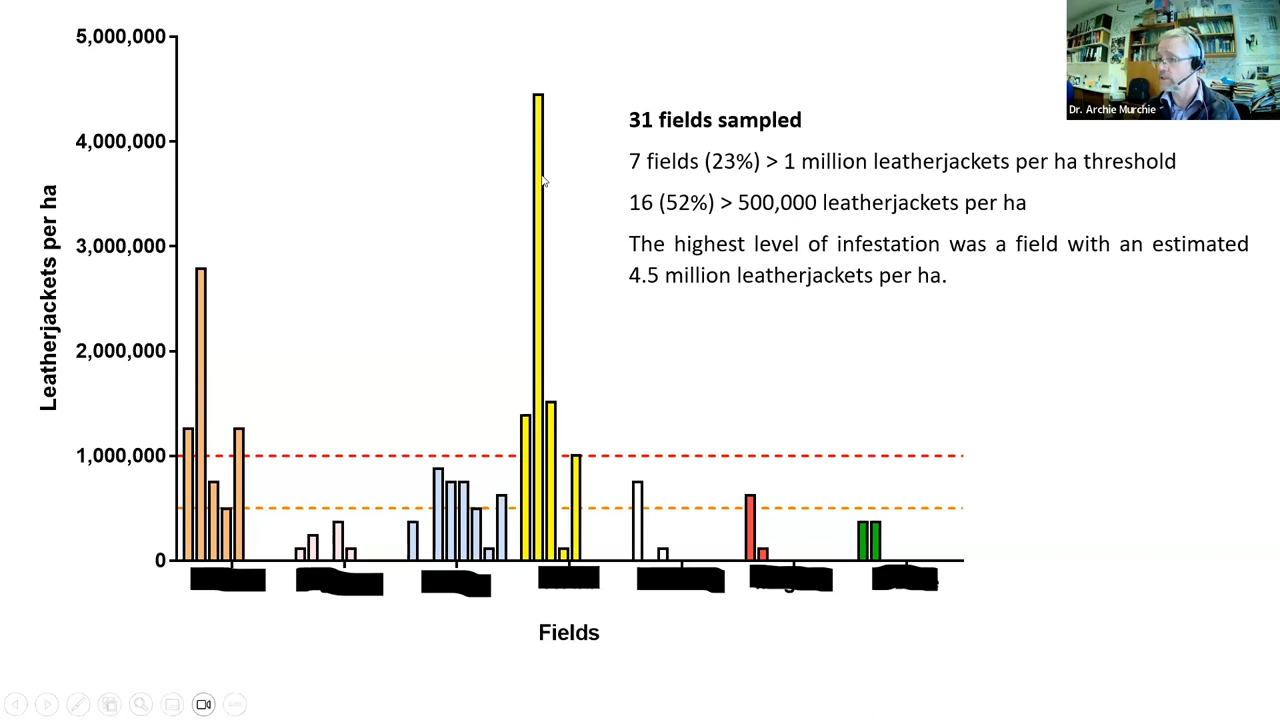 5,000,000
4,000,000
3,000,000
2,000,000
1,000,000
0
Leatherjackets per ha
Fields
31 fields sampled
7 fields (23%) > 1 million leatherjackets per ha threshold
16 (52%) > 500,000 leatherjackets per ha
The highest level of infestation was a field with an estimated
4.5 million leatherjackets per ha.
Dr. Archie Murchie